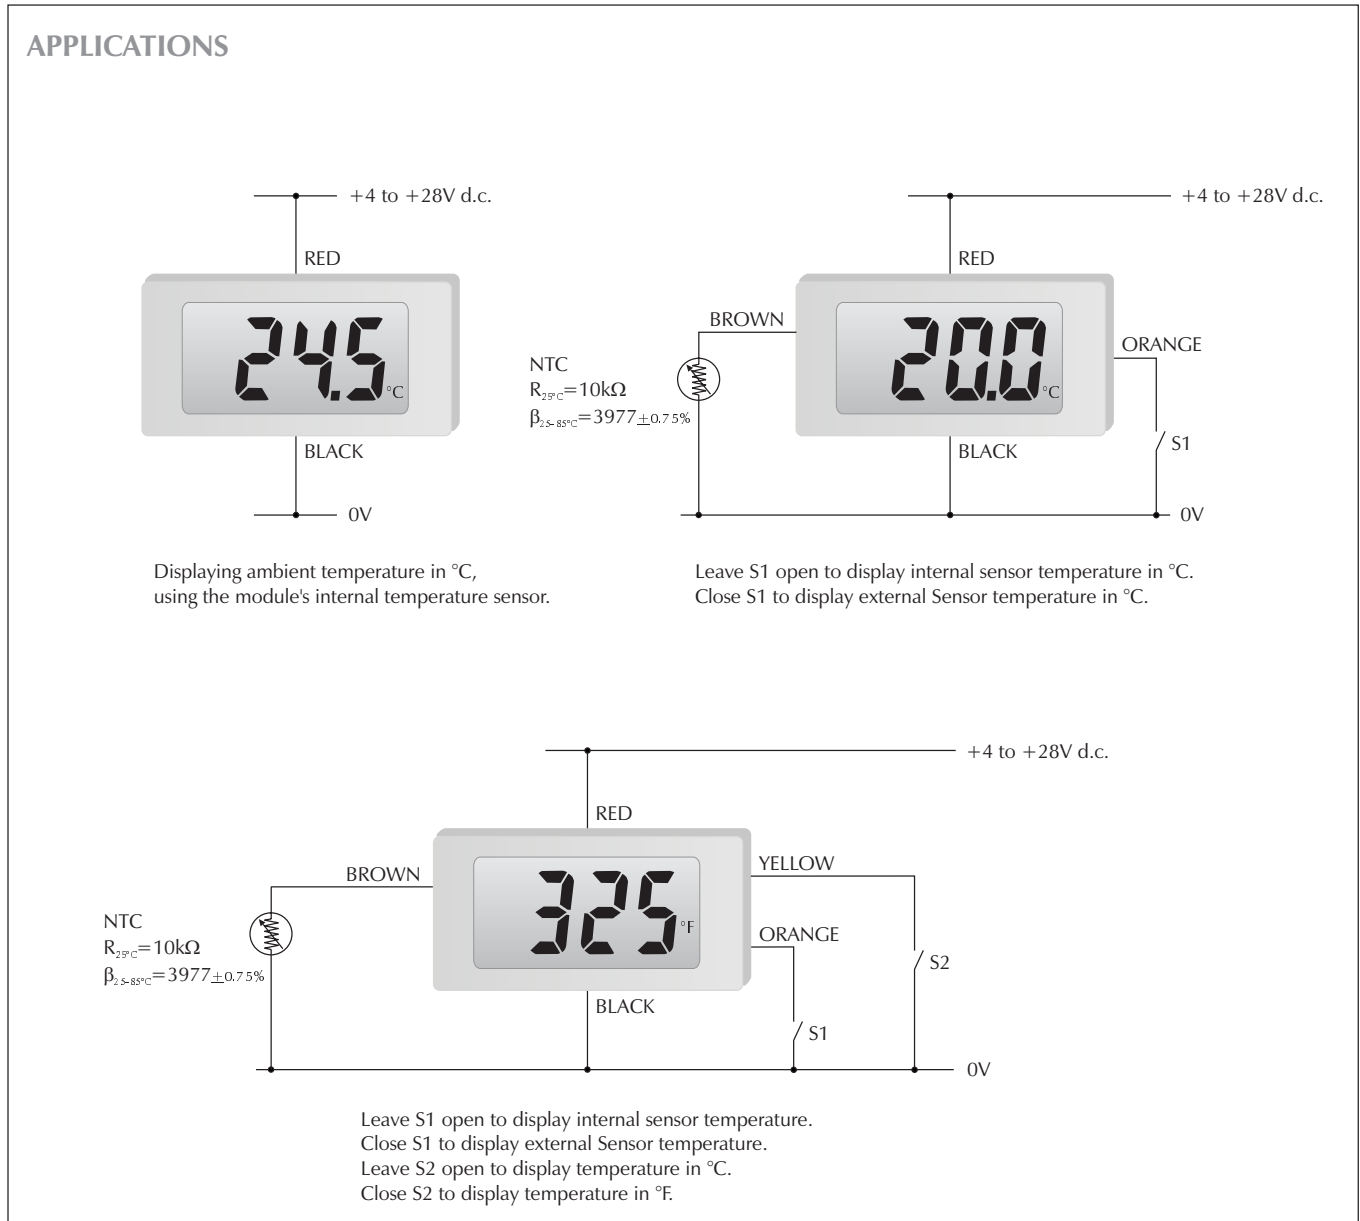 APPLICATIONS
+4 to +28V d.c.
RED
24.5 °C
BLACK
0V
Displaying ambient temperature in °C,
using the module's internal temperature sensor.
+4 to +28V d.c.
RED
BROWN
20.0 °C
ORANGE
NTC
R25°C=10kΩ
β25-85°C=3977±0.75%
BLACK
S1
0V
Leave S1 open to display internal sensor temperature in °C.
Close S1 to display external Sensor temperature in °C.
+4 to +28V d.c.
RED
BROWN
325 °F
YELLOW
ORANGE
NTC
R25°C=10kΩ
β25-85°C=3977±0.75%
BLACK
S2
S1
0V
Leave S1 open to display internal sensor temperature.
Close S1 to display external Sensor temperature.
Leave S2 open to display temperature in °C.
Close S2 to display temperature in °F.